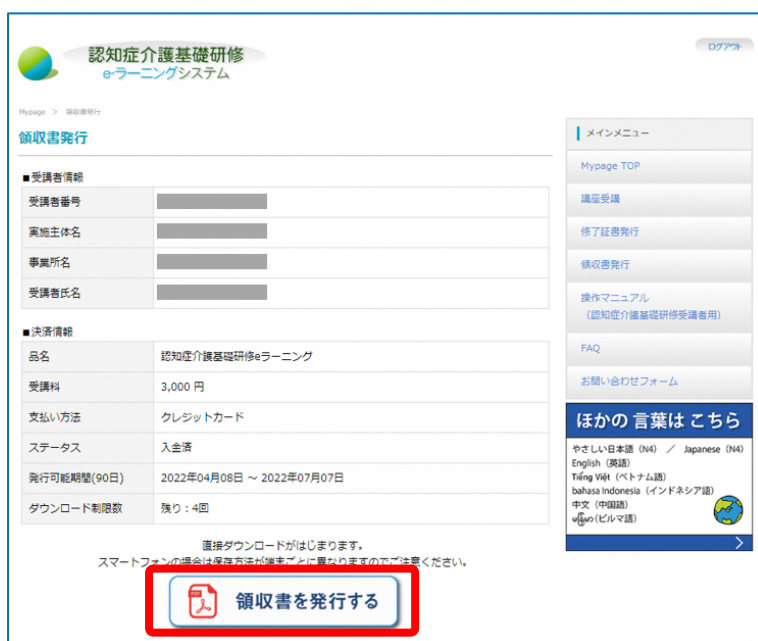 認知症介護基礎研修
e-ラーニングシステム
ログアウト
Mypage > 領収書発行
領収書発行
■受講者情報
受講者番号
実施主体名
事業所名
受講者氏名
■決済情報
品名 認知症介護基礎研修eラーニング
受講料 3,000 円
支払い方法 クレジットカード
ステータス 入金済
発行可能期間(90日) 2022年04月08日 ~ 2022年07月07日
ダウンロード制限数 残り:4回
直接ダウンロードがはじまります。
スマートフォンの場合は保存方法が端末ごとに異なりますのでご注意ください。
領収書を発行する
メインメニュー
Mypage TOP
講座受講
修了証書発行
領収書発行
操作マニュアル
(認知症介護基礎研修受講者用)
FAQ
お問い合わせフォーム
ほかの 言葉は こちら
やさしい日本語 (N4) / Japanese (N4)
English (英語)
Tiếng Việt (ベトナム語)
bahasa Indonesia (インドネシア語)
中文 (中国語)
မြန်မာ (ビルマ語)